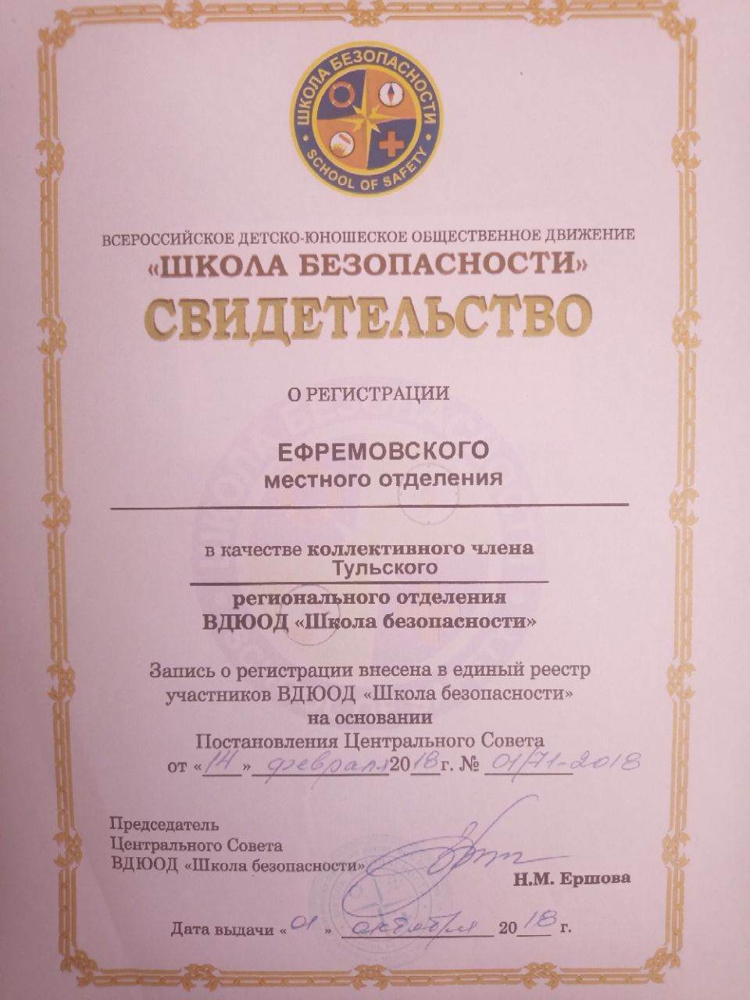 ШКОЛА БЕЗОПАСНОСТИ
SCHOOL OF SAFETY
ВСЕРОССИЙСКОЕ ДЕТСКО-ЮНОШЕСКОЕ ОБЩЕСТВЕННОЕ ДВИЖЕНИЕ
«ШКОЛА БЕЗОПАСНОСТИ»
СВИДЕТЕЛЬСТВО
О РЕГИСТРАЦИИ
ЕФРЕМОВСКОГО
местного отделения
в качестве коллективного члена
Тульского
регионального отделения
ВДЮОД «Школа безопасности»
Запись о регистрации внесена в единый реестр
участников ВДЮОД «Школа безопасности»
на основании
Постановления Центрального Совета
от «14» февраля 2018 г. № 01/71-2018
Председатель
Центрального Совета
ВДЮОД «Школа безопасности»
Н.М. Ершова
Дата выдачи «01» октября 2018 г.